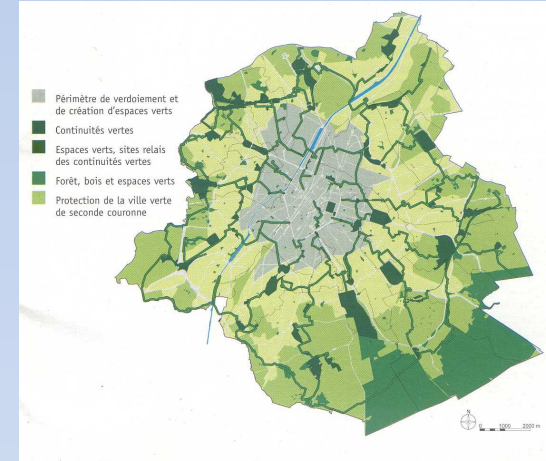 Périmètre de verdoiement et
de création d'espaces verts
Continuités vertes
Espaces verts, sites relais
des continuités vertes
Forêt, bois et espaces verts
Protection de la ville verte
de seconde couronne
N
0 1000 2000 m